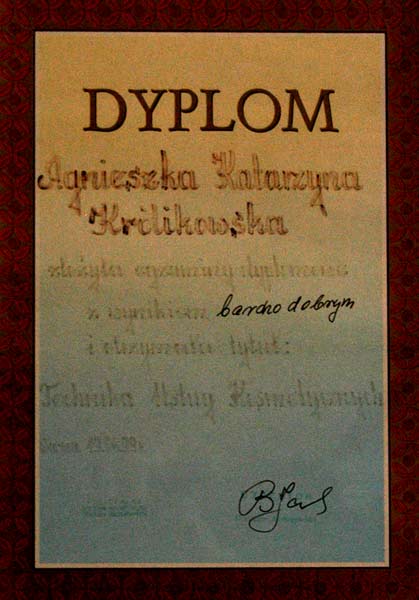 DYPLOM
Agnieszka Katarzyna
Królikowska
złożyła egzaminy dyplomowe
z wynikiem bardzo dobrym
i otrzymała tytuł:
Technika Usług Kosmetycznych